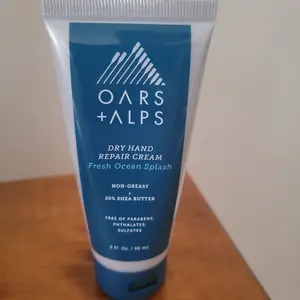 OARS
+ALPS
DRY HAND
REPAIR CREAM
Fresh Ocean Splash
NON-GREASY
+
20% SHEA BUTTER
FREE OF PARABENS,
PHTHALATES,
SULFATES